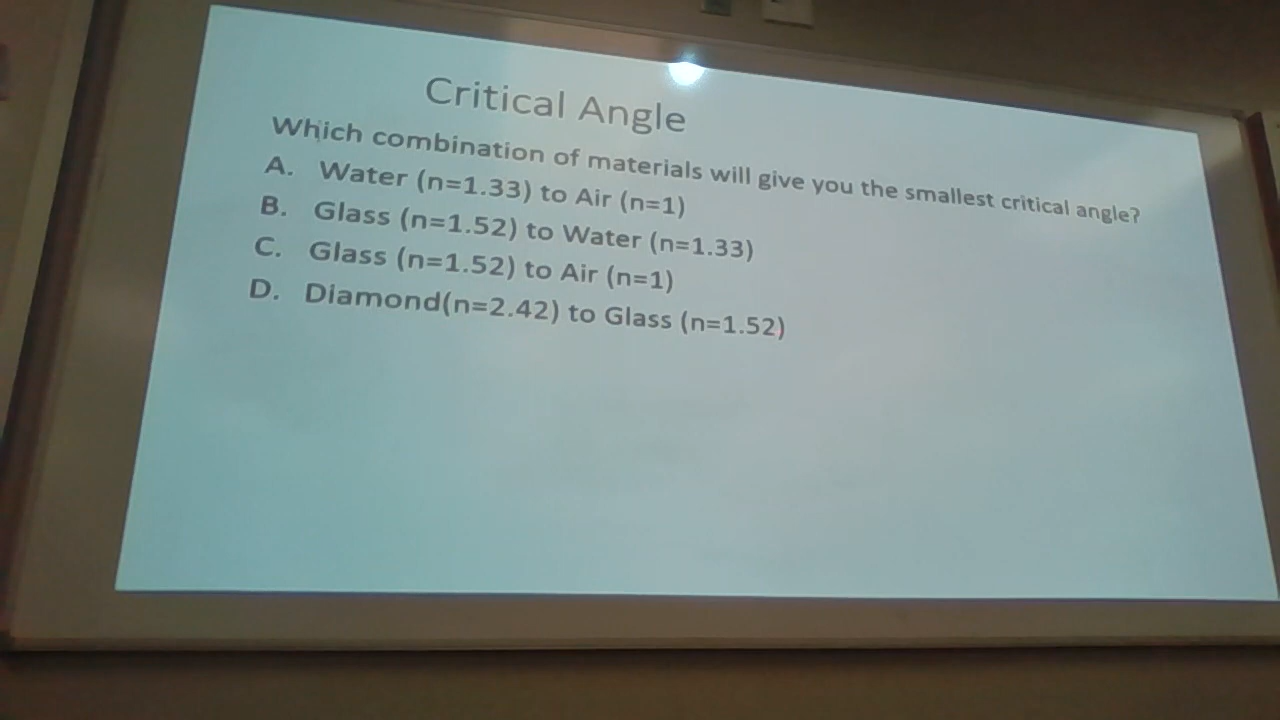 Critical Angle
Which combination of materials will give you the smallest critical angle?
A. Water (n=1.33) to Air (n=1)
B. Glass (n=1.52) to Water (n=1.33)
C. Glass (n=1.52) to Air (n=1)
D. Diamond(n=2.42) to Glass (n=1.52)